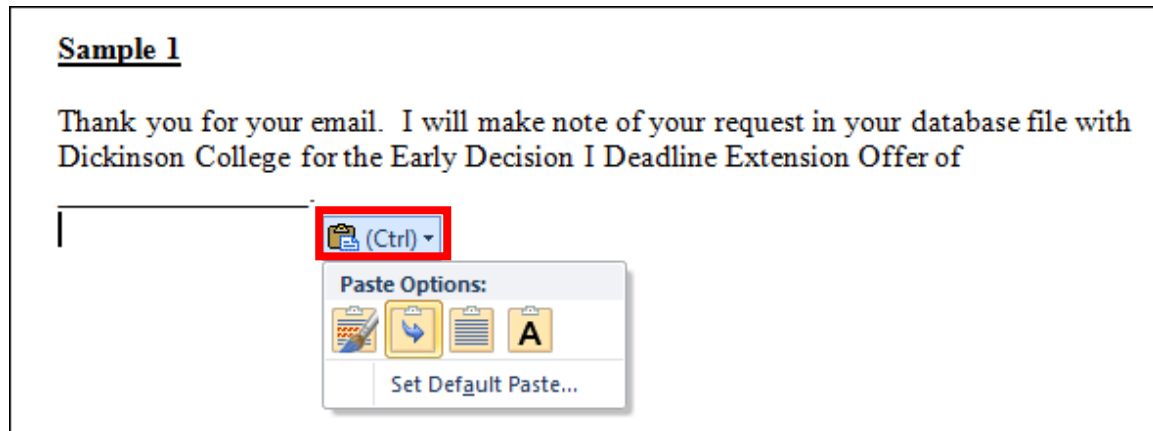 Sample 1
Thank you for your email.  I will make note of your request in your database file with
Dickinson College for the Early Decision I Deadline Extension Offer of
____________________.
(Ctrl)
Paste Options:
A
Set Default Paste...